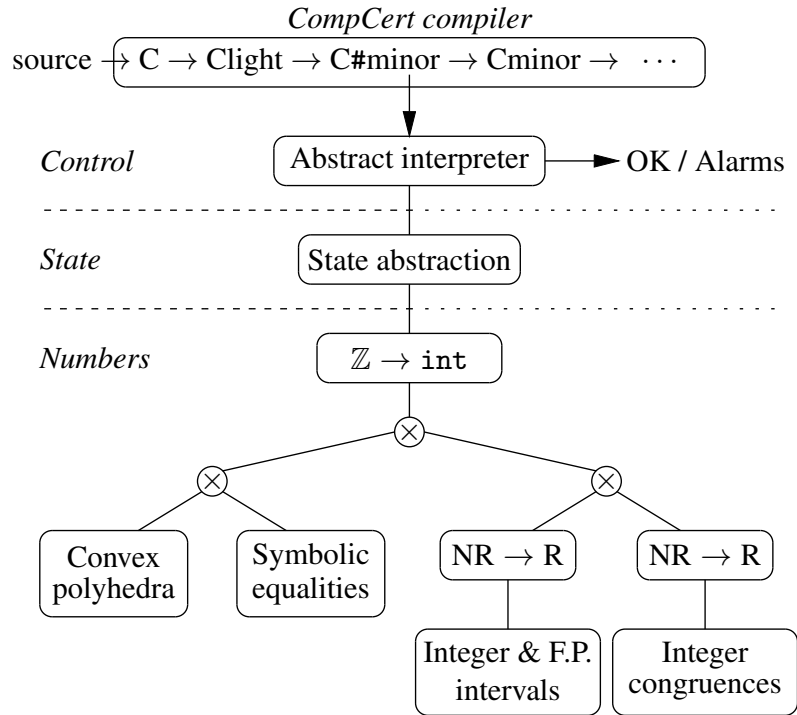 CompCert compiler
source → C → Clight → C#minor → Cminor → ⋯
Control
Abstract interpreter
OK / Alarms
State
State abstraction
Numbers
ℤ → int
⊗
⊗
⊗
Convex
polyhedra
Symbolic
equalities
NR → R
NR → R
Integer & F.P.
intervals
Integer
congruences